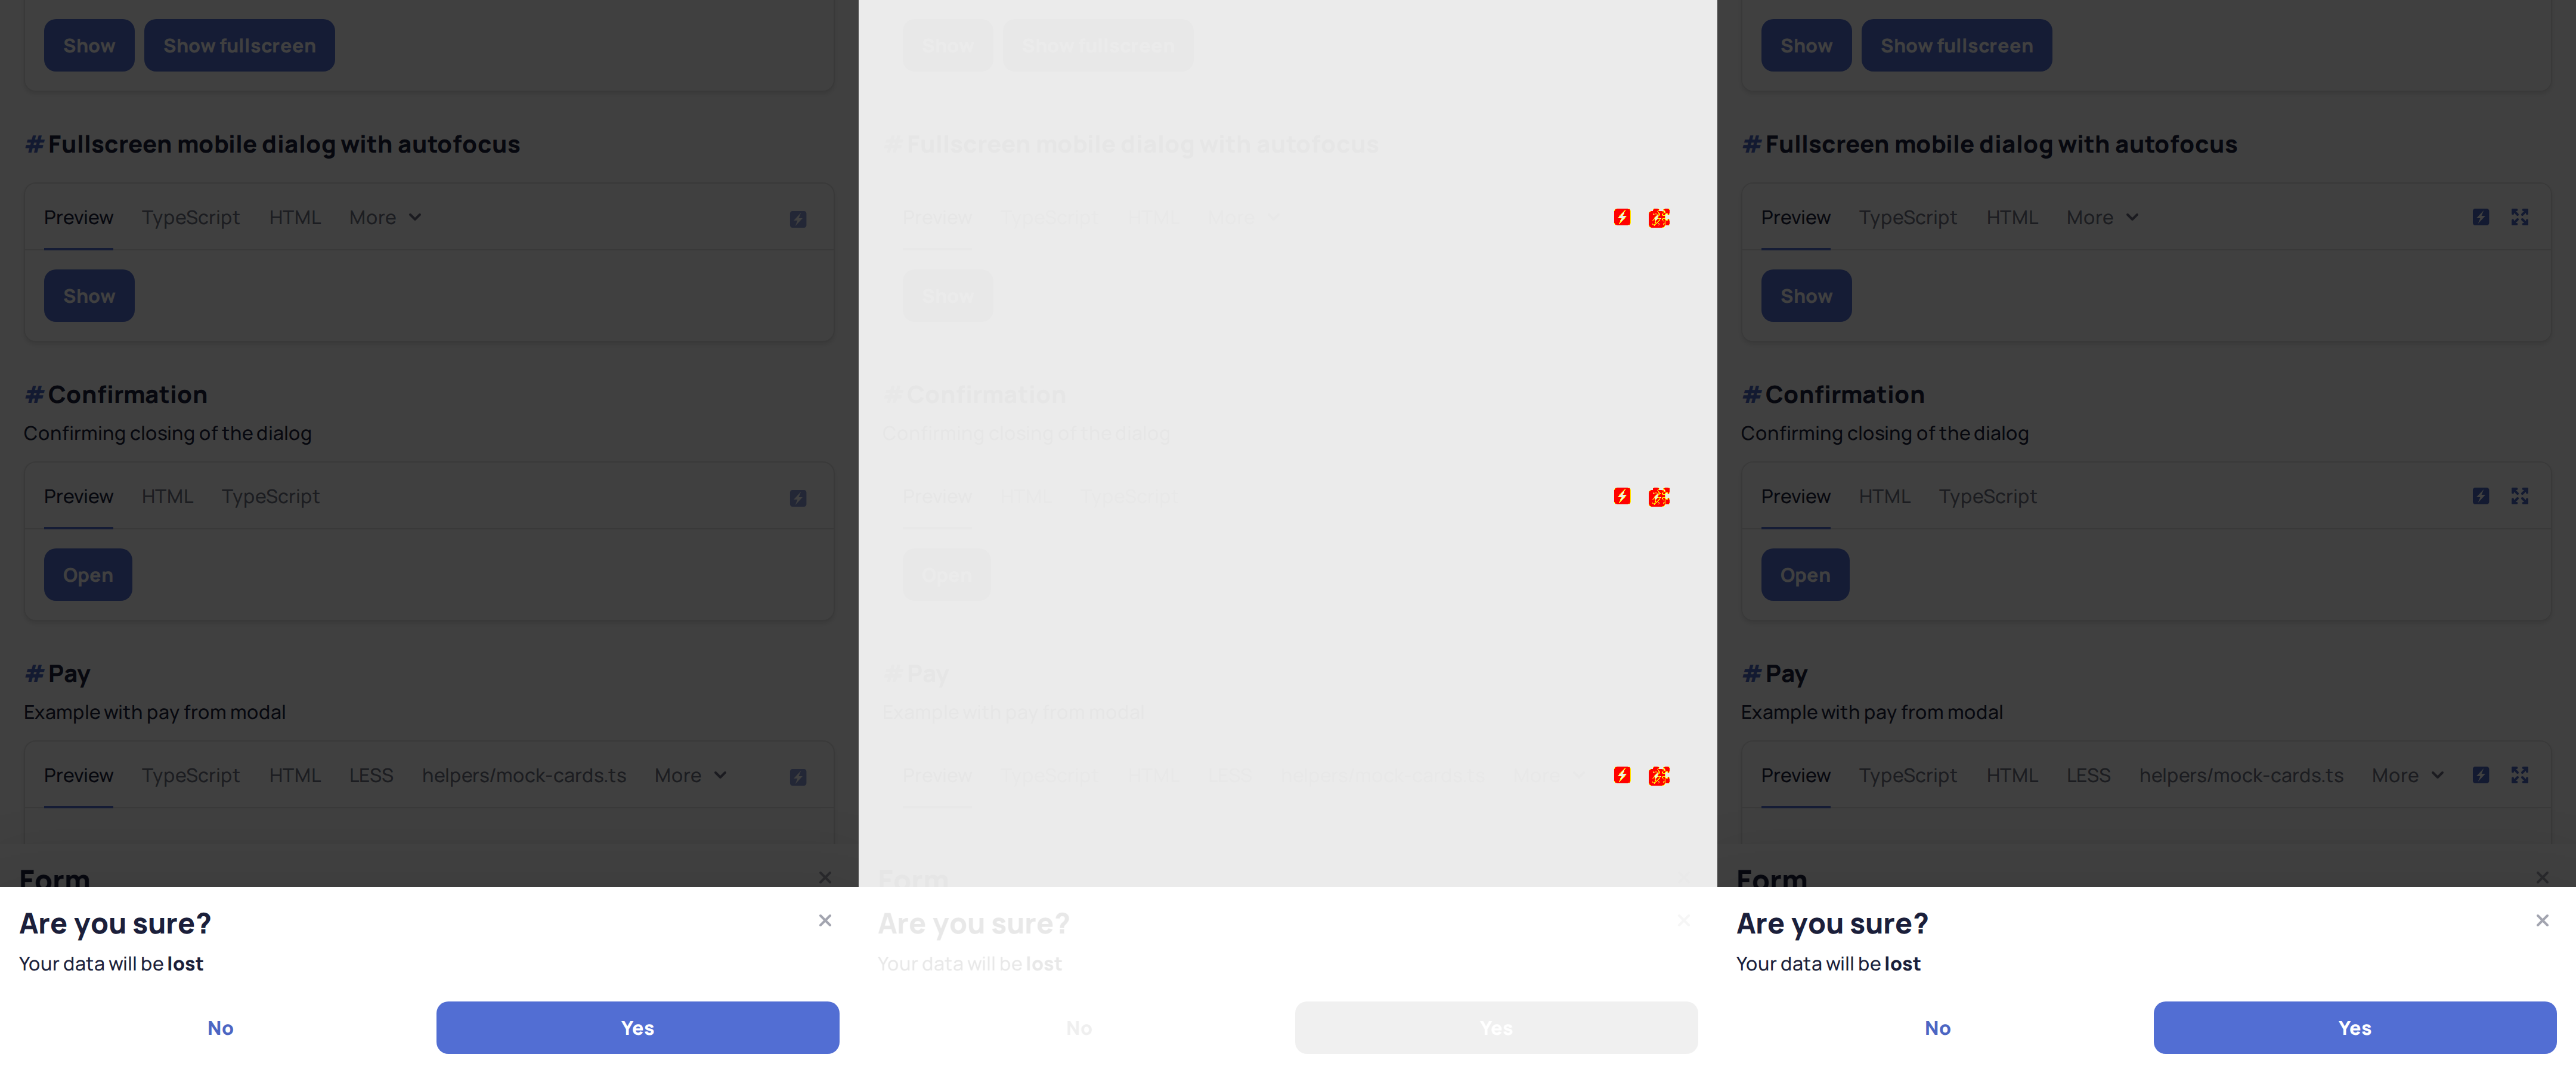 Show Show fullscreen
#Fullscreen mobile dialog with autofocus
Preview TypeScript HTML More
Show
#Confirmation
Confirming closing of the dialog
Preview HTML TypeScript
Open
#Pay
Example with pay from modal
Preview TypeScript HTML LESS helpers/mock-cards.ts More
Form
Are you sure?
Your data will be lost
No Yes
Show Show fullscreen
#Fullscreen mobile dialog with autofocus
Preview TypeScript HTML More
Show
#Confirmation
Confirming closing of the dialog
Preview HTML TypeScript
Open
#Pay
Example with pay from modal
Preview TypeScript HTML LESS helpers/mock-cards.ts More
Form
Are you sure?
Your data will be lost
No Yes
Show Show fullscreen
#Fullscreen mobile dialog with autofocus
Preview TypeScript HTML More
Show
#Confirmation
Confirming closing of the dialog
Preview HTML TypeScript
Open
#Pay
Example with pay from modal
Preview TypeScript HTML LESS helpers/mock-cards.ts More
Form
Are you sure?
Your data will be lost
No Yes